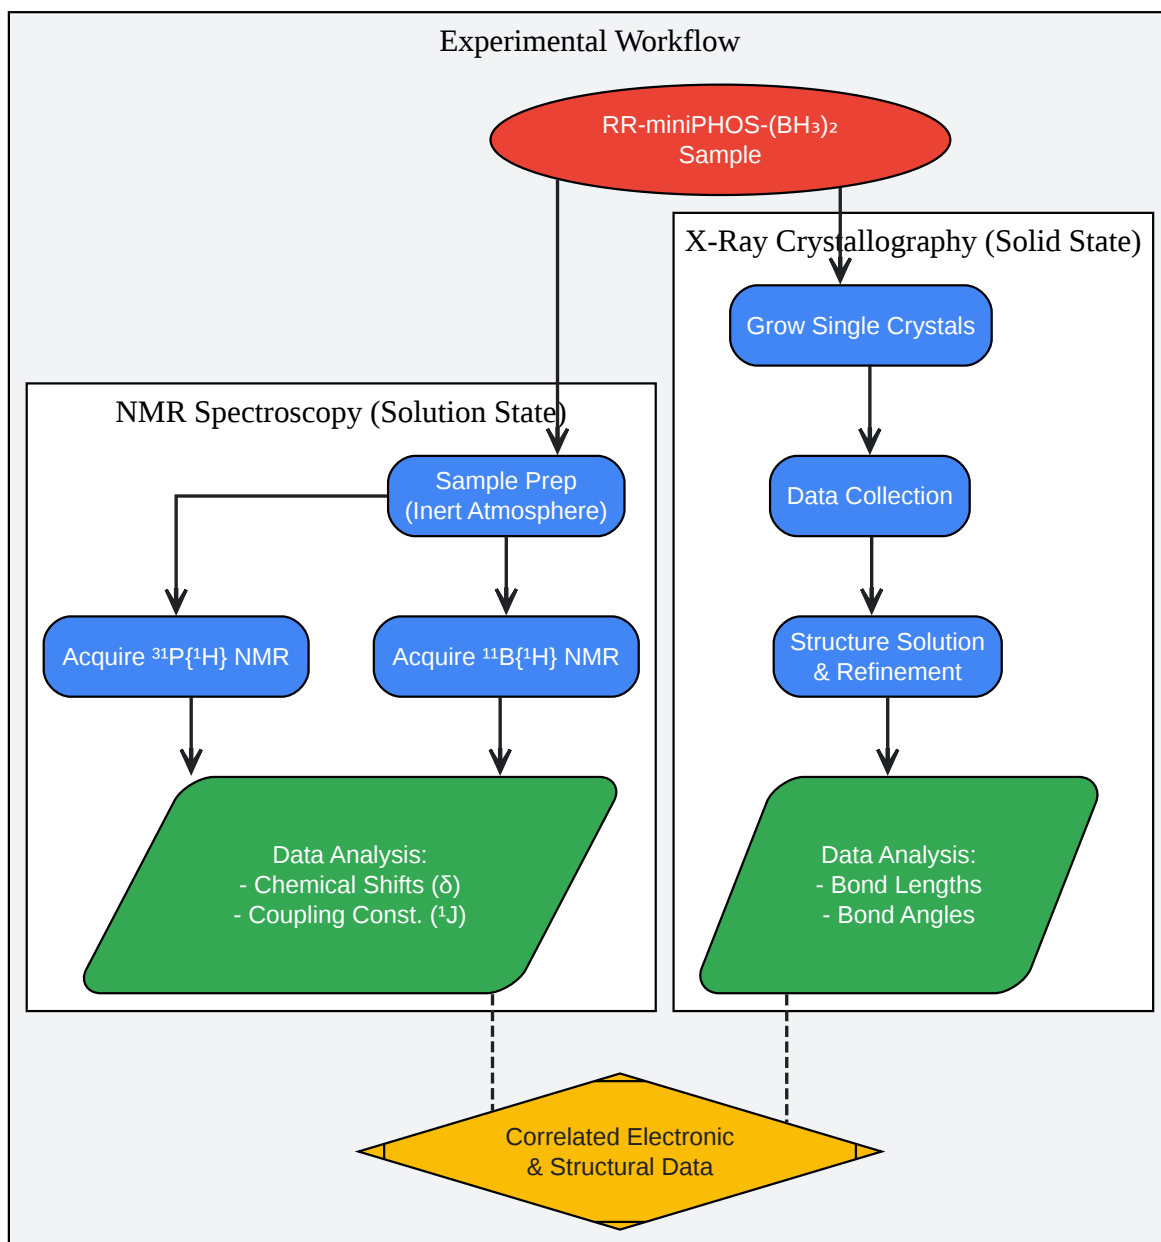 Experimental Workflow
RR-miniPHOS-(BH₃)₂
Sample
X-Ray Crystallography (Solid State)
Grow Single Crystals
NMR Spectroscopy (Solution State)
Sample Prep
(Inert Atmosphere)
Data Collection
Acquire ³¹P{¹H} NMR
Acquire ¹¹B{¹H} NMR
Structure Solution
& Refinement
Data Analysis:
- Chemical Shifts (δ)
- Coupling Const. (¹J)
Data Analysis:
- Bond Lengths
- Bond Angles
Correlated Electronic
& Structural Data